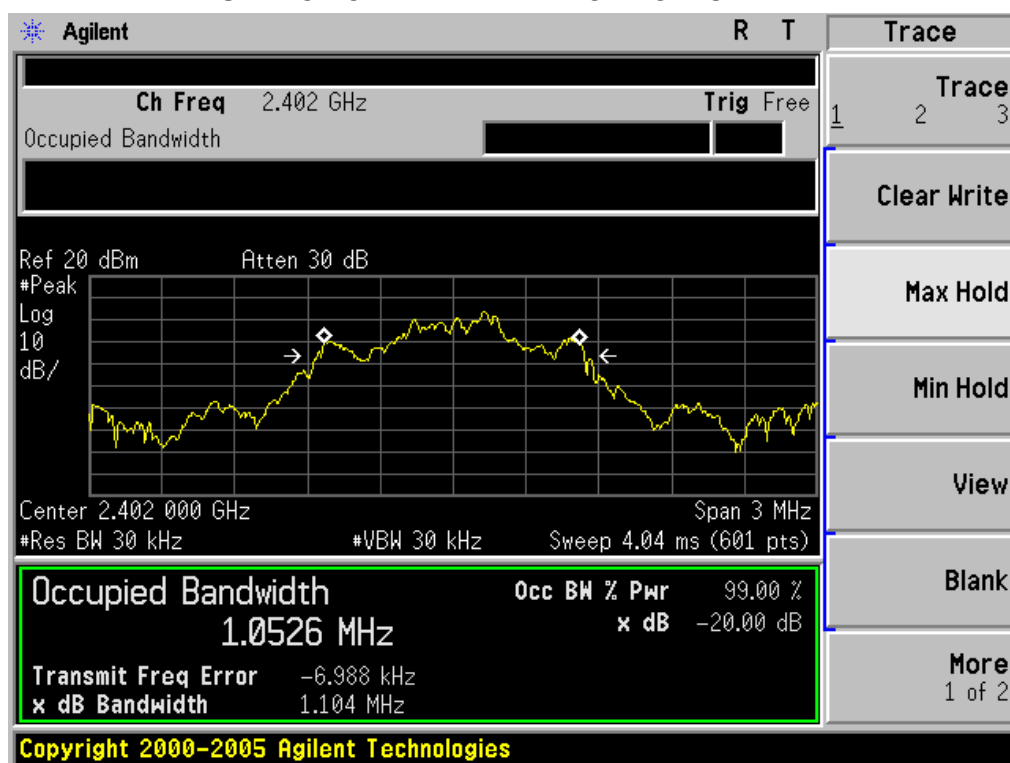 Agilent R T
Ch Freq 2.402 GHz Trig Free
Occupied Bandwidth
Ref 20 dBm Atten 30 dB
#Peak
Log
10
dB/
Center 2.402 000 GHz Span 3 MHz
#Res BW 30 kHz #VBW 30 kHz Sweep 4.04 ms (601 pts)
Occupied Bandwidth Occ BW % Pwr 99.00 %
1.0526 MHz x dB -20.00 dB
Transmit Freq Error -6.988 kHz
x dB Bandwidth 1.104 MHz
Copyright 2000-2005 Agilent Technologies
Trace
Trace
1 2 3
Clear Write
Max Hold
Min Hold
View
Blank
More
1 of 2